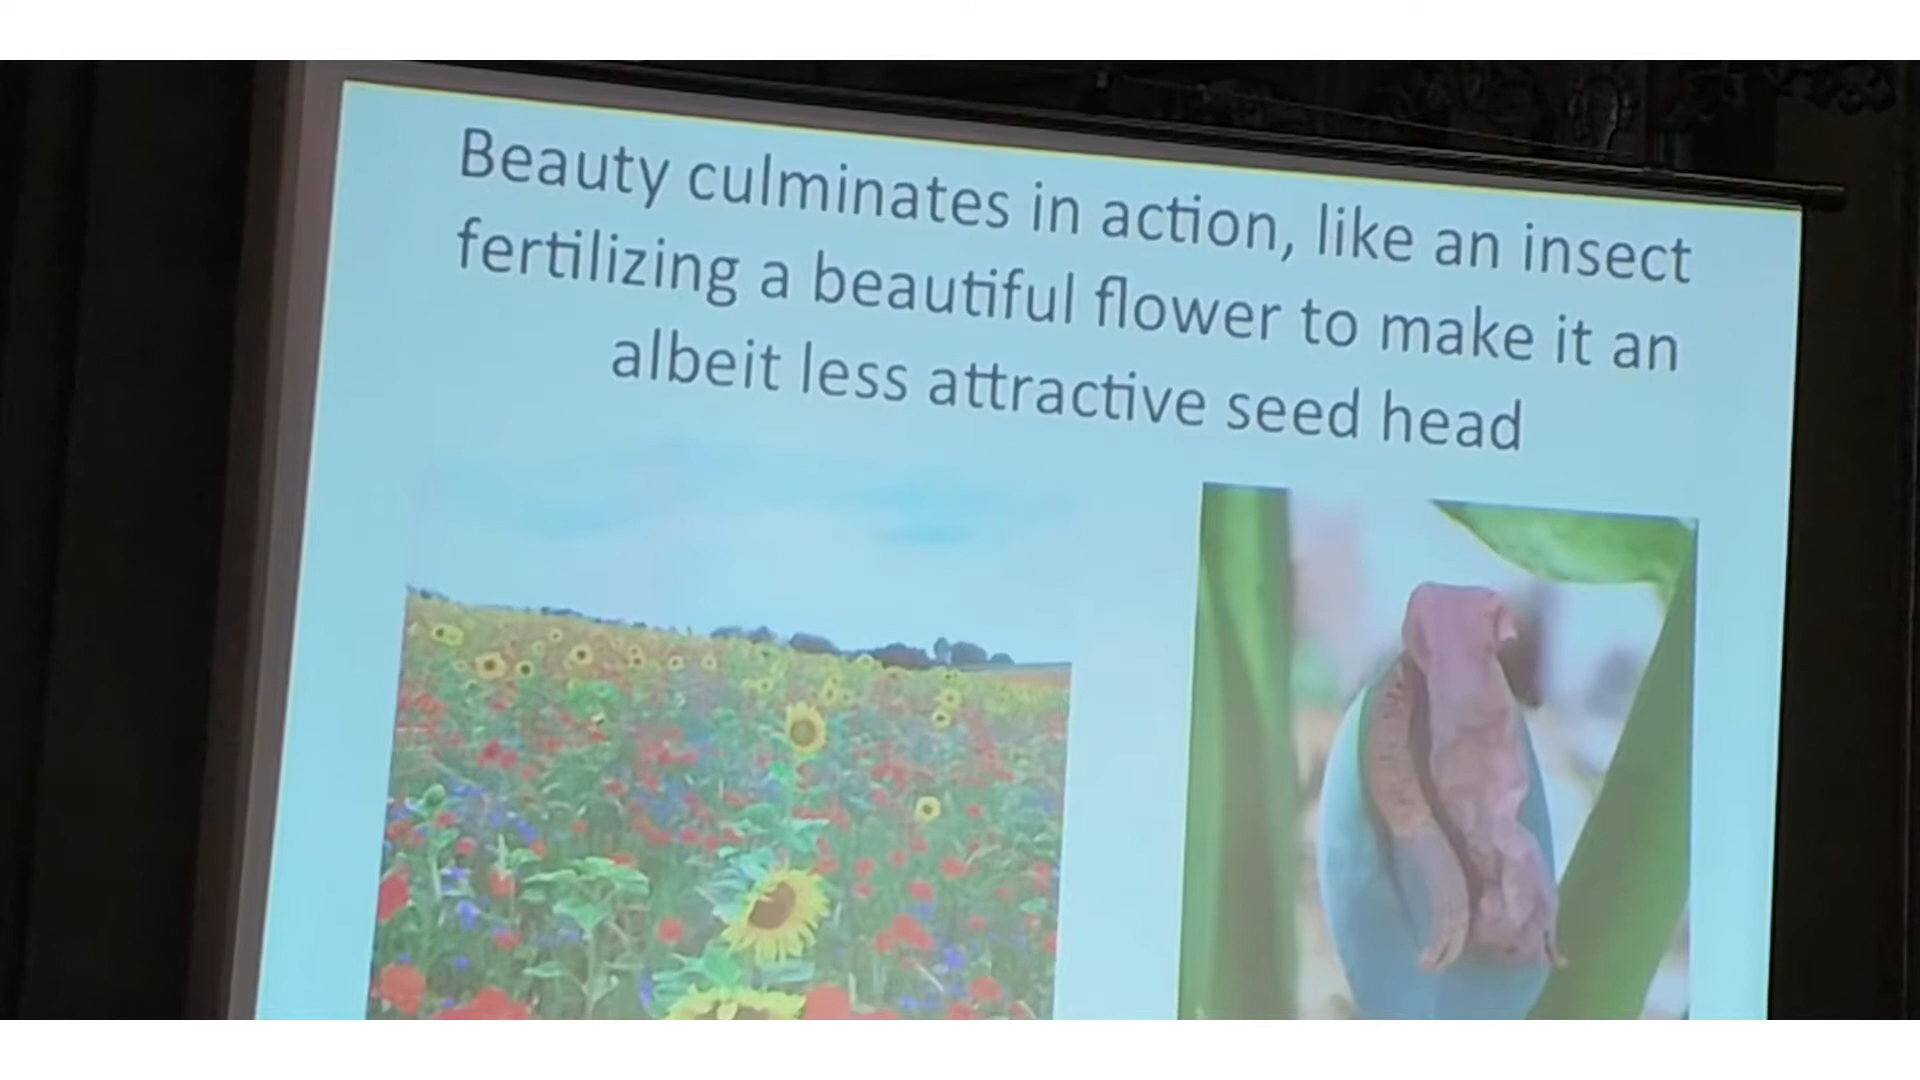 Beauty culminates in action, like an insect
fertilizing a beautiful flower to make it an
albeit less attractive seed head